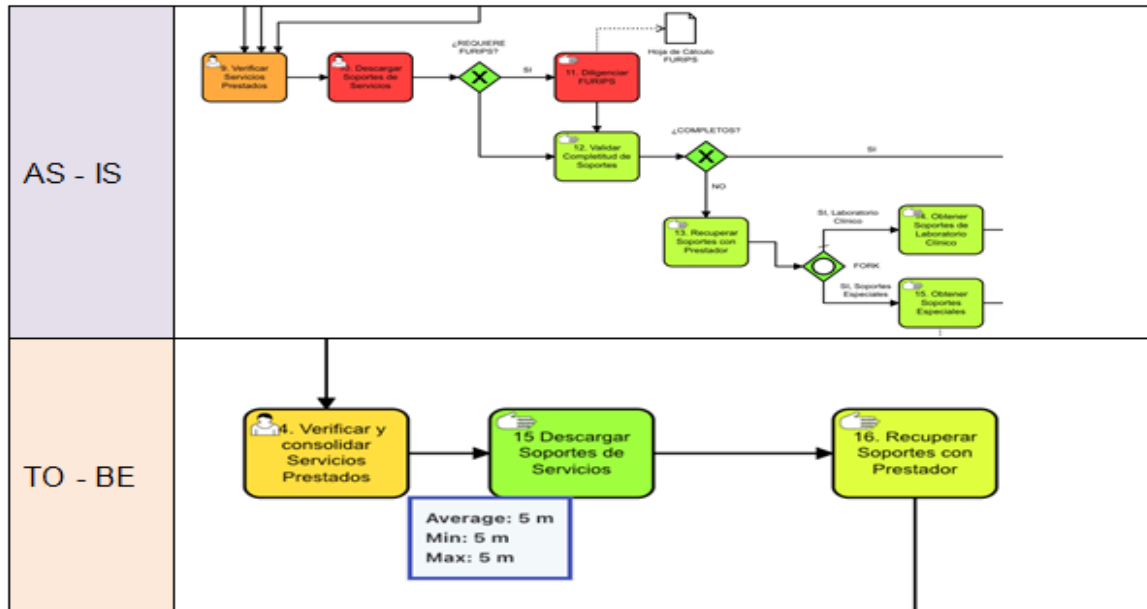 AS - IS
9. Verificar
Servicios
Prestados
10. Descargar
Soportes de
Servicios
¿REQUIERE
FURIPS?
SI
11. Diligenciar
FURIPS
Hoja de Cálculo
FURIPS
12. Validar
Completitud de
Soportes
¿COMPLETOS?
SI
NO
13. Recuperar
Soportes con
Prestador
SI, Laboratorio
Clínico
FORK
SI, Soportes
Especiales
14. Obtener
Soportes de
Laboratorio
Clínico
15. Obtener
Soportes
Especiales
TO - BE
4. Verificar y
consolidar
Servicios
Prestados
15 Descargar
Soportes de
Servicios
16. Recuperar
Soportes con
Prestador
Average: 5 m
Min: 5 m
Max: 5 m